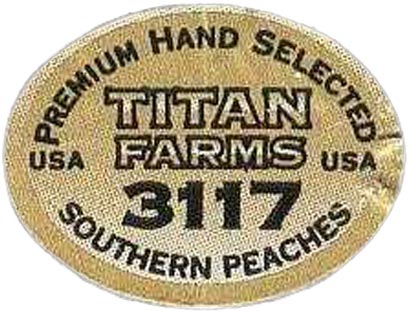 PREMIUM HAND SELECTED
TITAN
FARMS
USA
USA
3117
SOUTHERN PEACHES